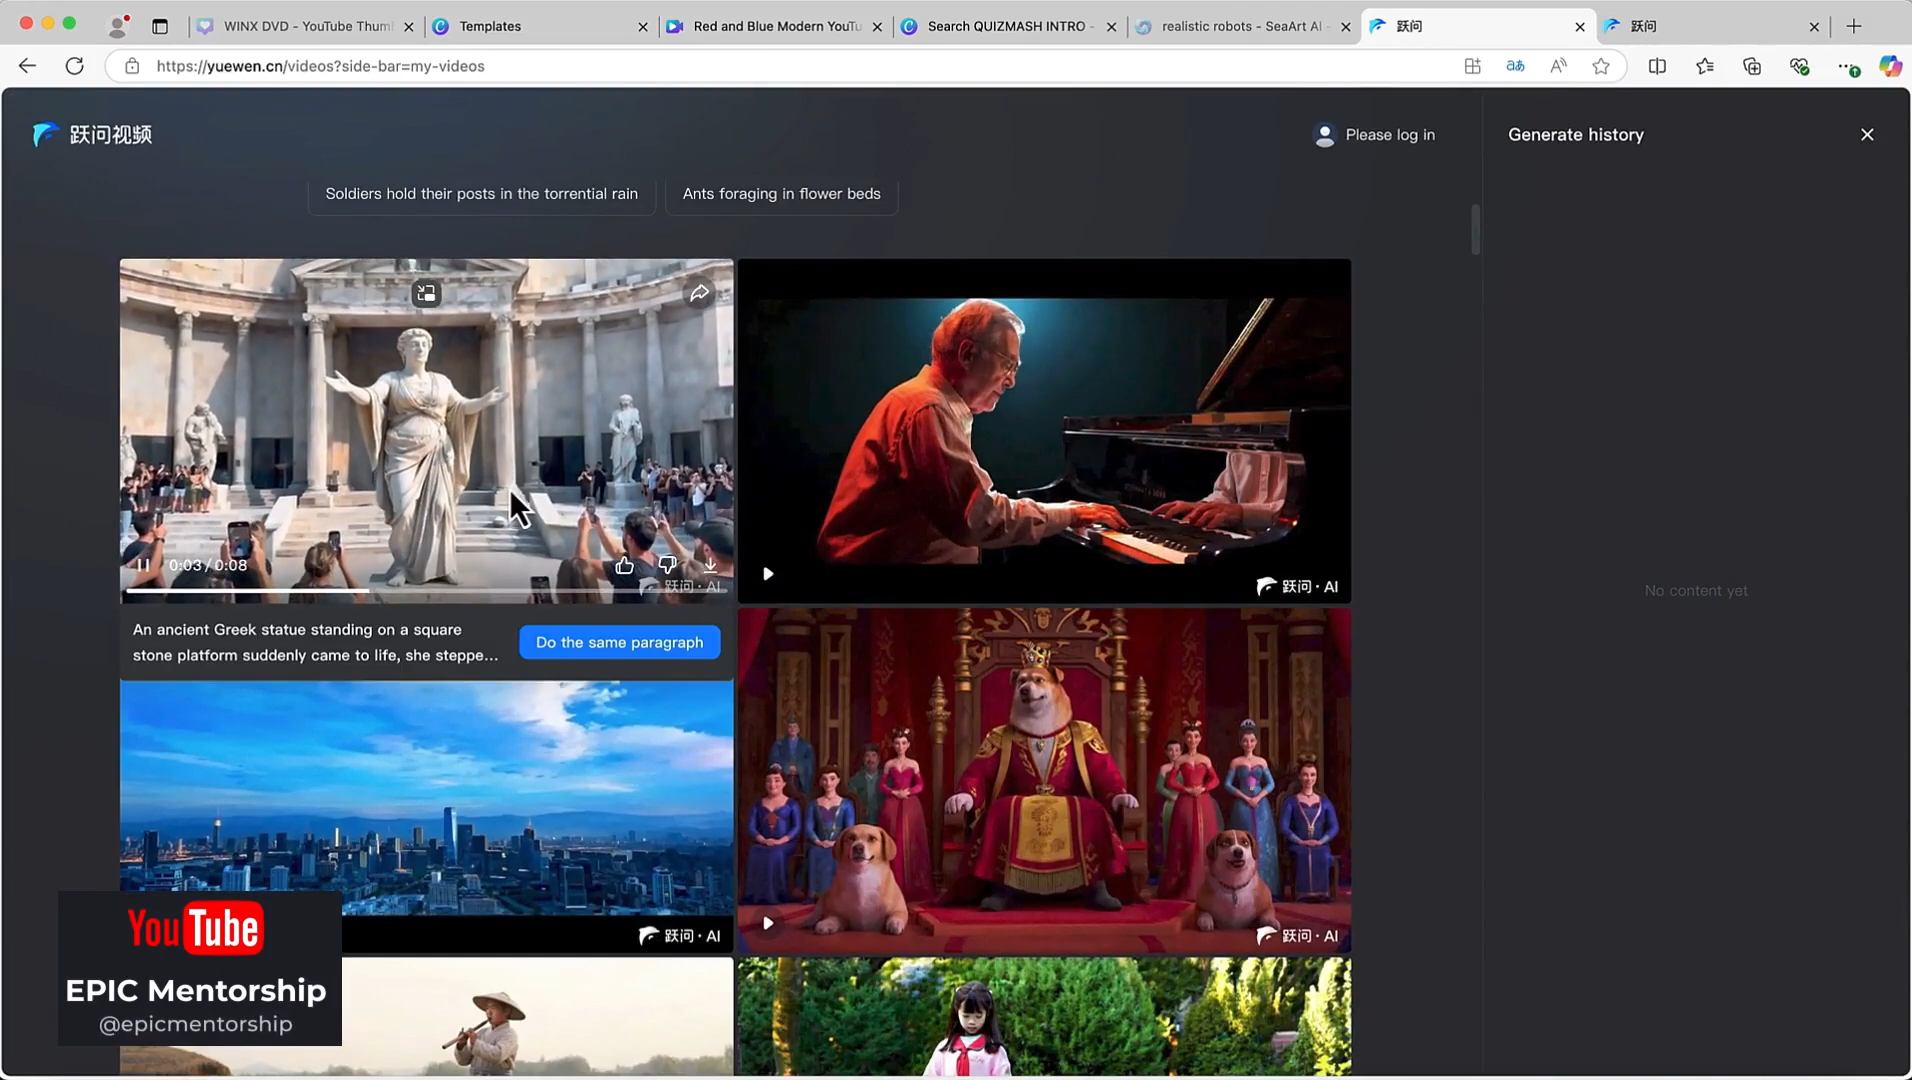 WINX DVD - YouTube Thum
Templates
Red and Blue Modern YouTu
Search QUIZMASH INTRO -
realistic robots - SeaArt AI -
跃问
跃问
https://yuewen.cn/videos?side-bar=my-videos
跃问视频
Please log in
Generate history
Soldiers hold their posts in the torrential rain
Ants foraging in flower beds
0:03 / 0:08
跃问·AI
跃问·AI
An ancient Greek statue standing on a square
stone platform suddenly came to life, she steppe...
Do the same paragraph
No content yet
跃问·AI
跃问·AI
YouTube
EPIC Mentorship
@epicmentorship